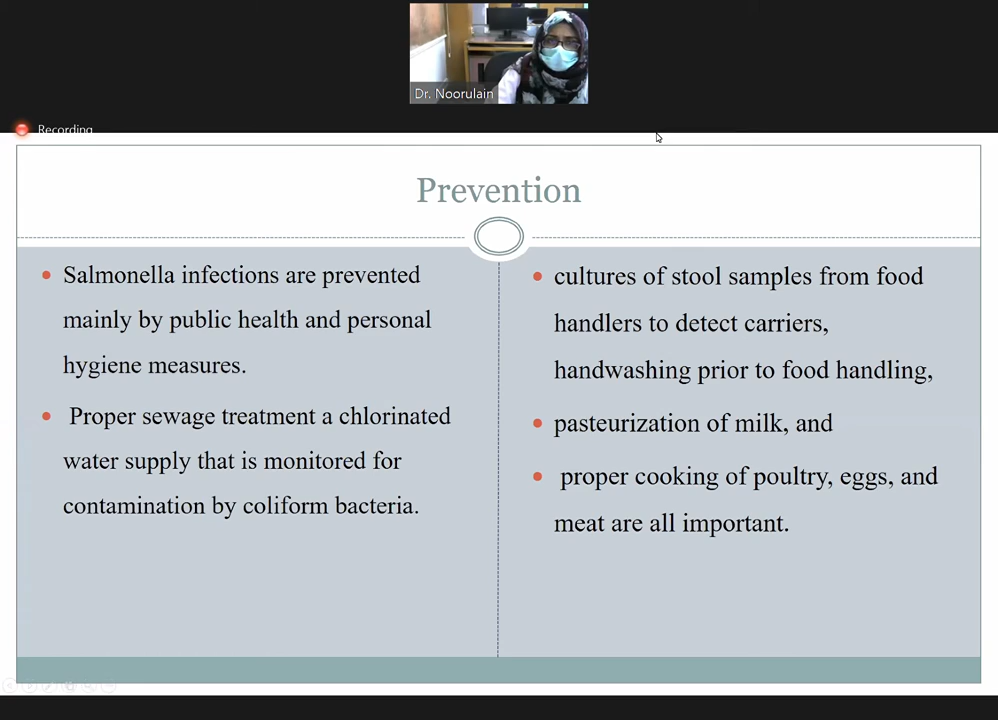 Dr. Noorulain
Recording
Prevention
Salmonella infections are prevented
mainly by public health and personal
hygiene measures.
Proper sewage treatment a chlorinated
water supply that is monitored for
contamination by coliform bacteria.
cultures of stool samples from food
handlers to detect carriers,
handwashing prior to food handling,
pasteurization of milk, and
proper cooking of poultry, eggs, and
meat are all important.